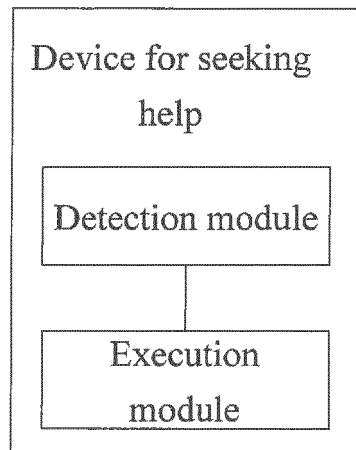 Device for seeking
help
Detection module
Execution
module